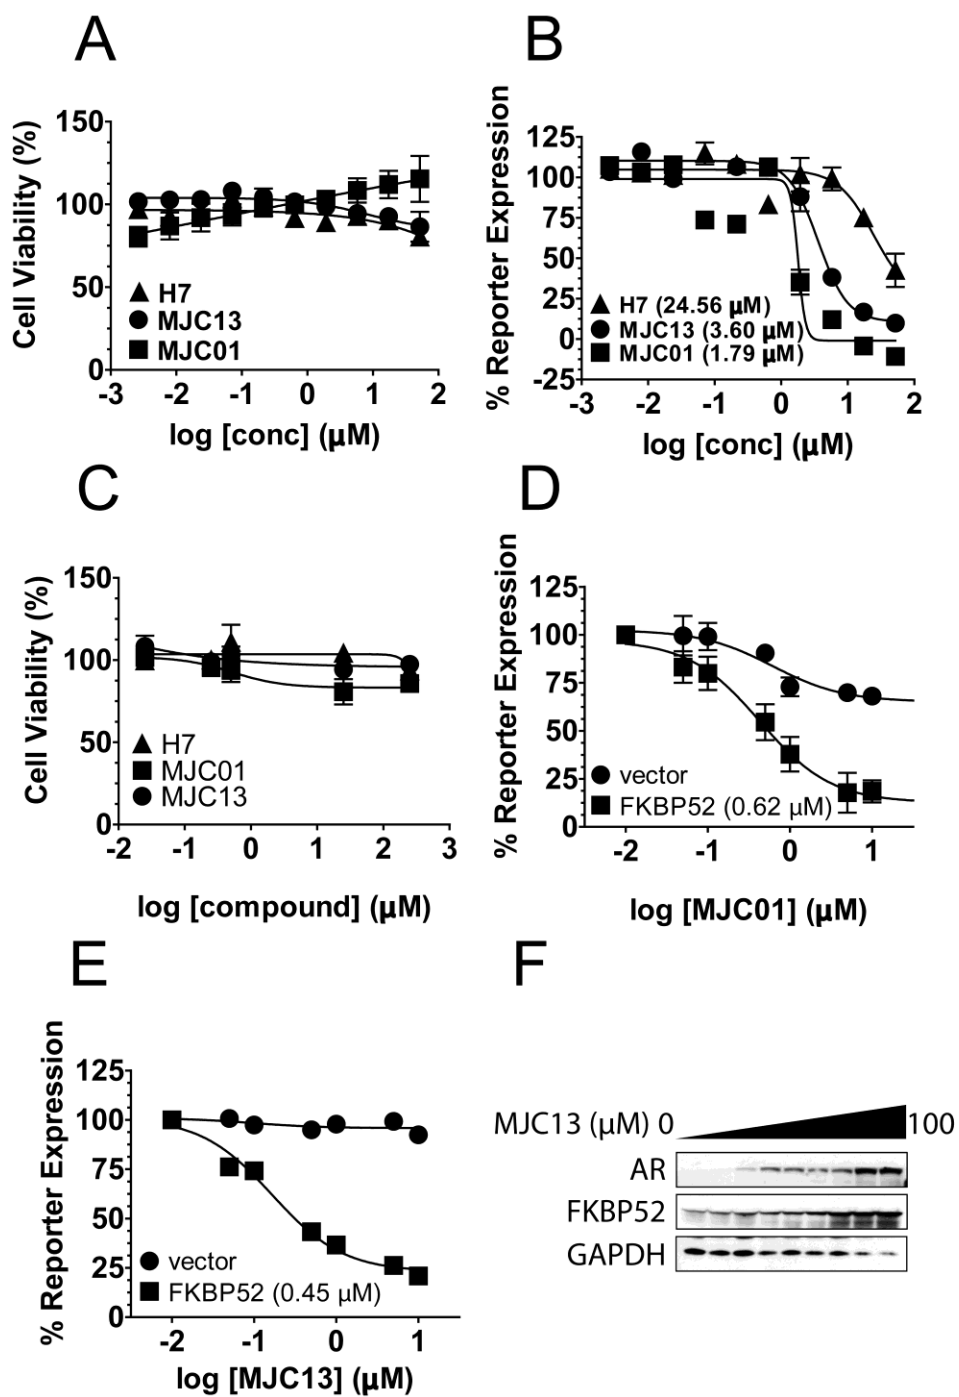 A
Cell Viability (%)
150
100
50
0
H7
MJC13
MJC01
-3 -2 -1 0 1 2
log [conc] (μM)
B
% Reporter Expression
125
100
75
50
25
0
-25
H7 (24.56 μM)
MJC13 (3.60 μM)
MJC01 (1.79 μM)
-3 -2 -1 0 1 2
log [conc] (μM)
C
Cell Viability (%)
150
100
50
0
H7
MJC01
MJC13
-2 -1 0 1 2 3
log [compound] (μM)
D
% Reporter Expression
125
100
75
50
25
0
vector
FKBP52 (0.62 μM)
-2 -1 0 1
log [MJC01] (μM)
E
% Reporter Expression
125
100
75
50
25
0
vector
FKBP52 (0.45 μM)
-2 -1 0 1
log [MJC13] (μM)
F
MJC13 (μM) 0 100
AR
FKBP52
GAPDH